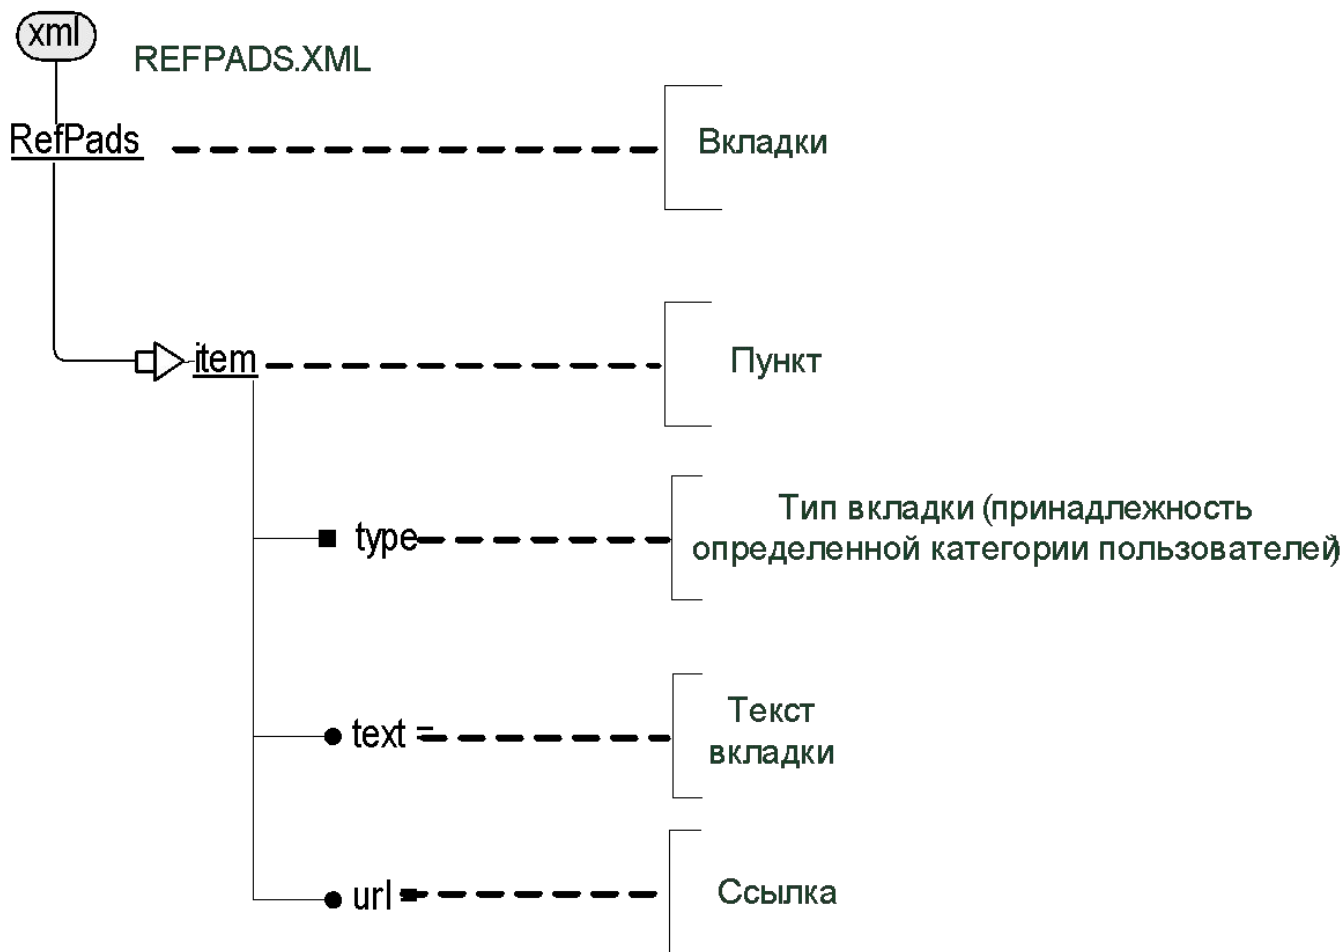 xml
REFPADS.XML
RefPads
Вкладки
item
Пункт
type
Тип вкладки (принадлежность
определенной категории пользователей)
text =
Текст
вкладки
url =
Ссылка